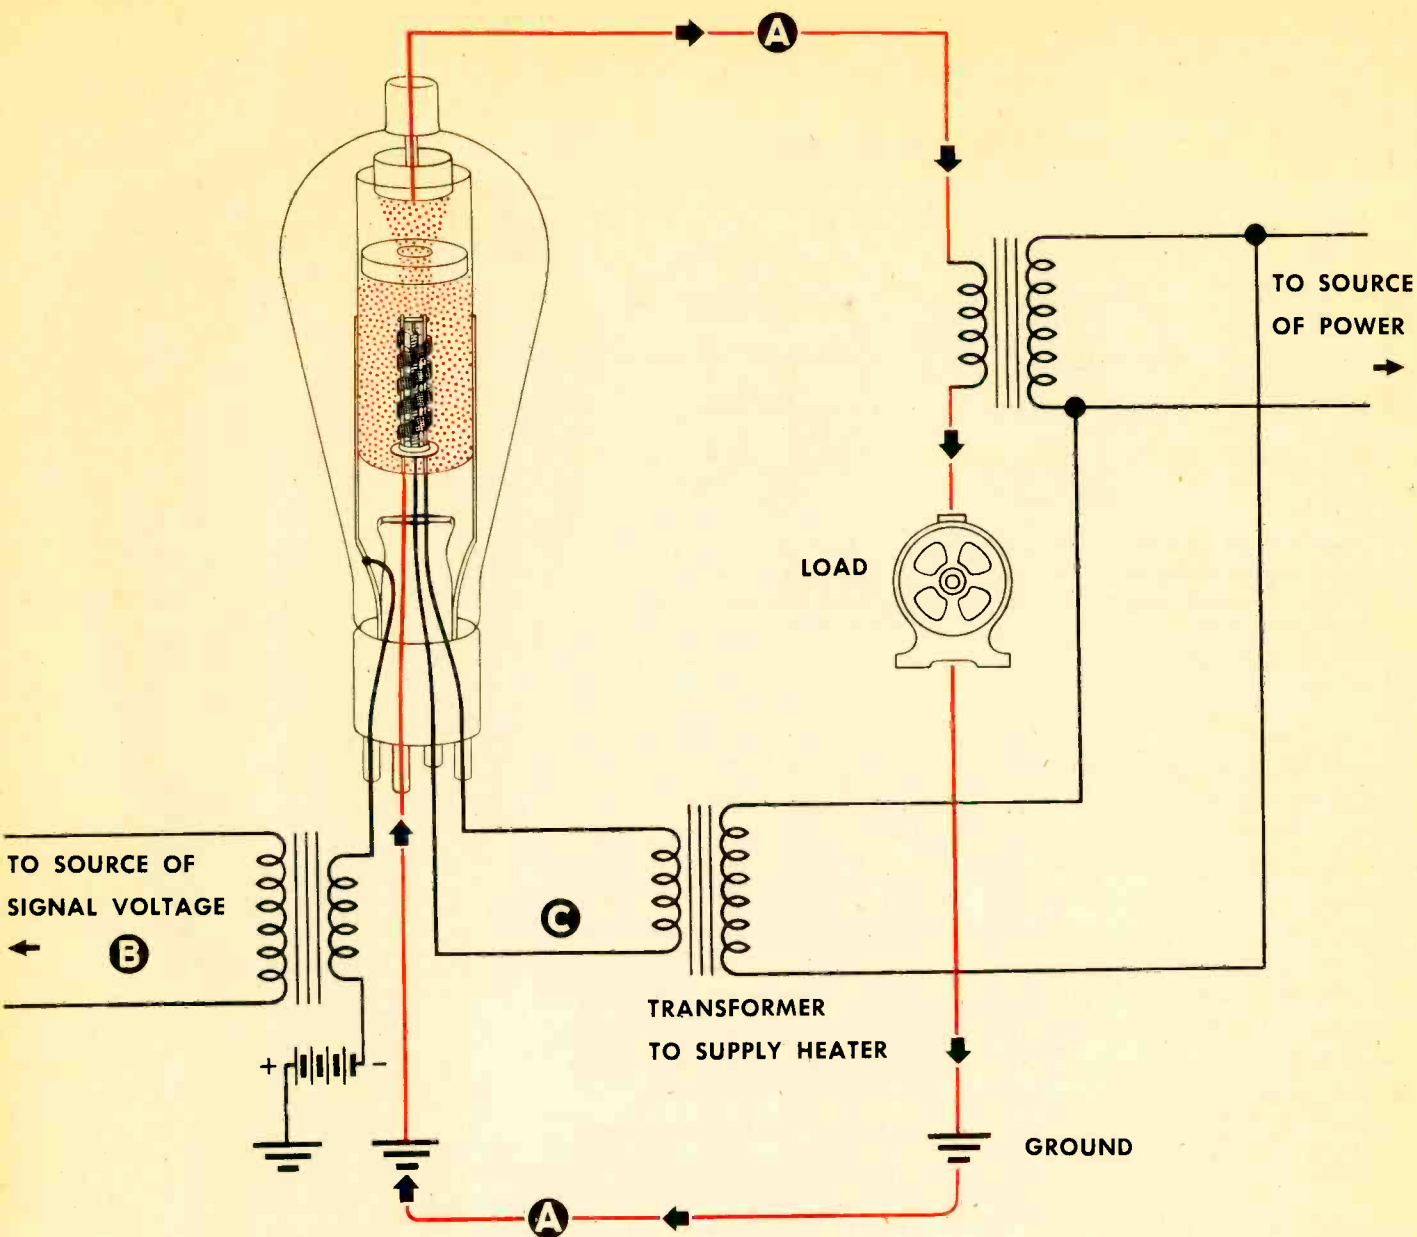 A
TO SOURCE
OF POWER
LOAD
TO SOURCE OF
SIGNAL VOLTAGE
B
C
TRANSFORMER
TO SUPPLY HEATER
+ -
GROUND
A